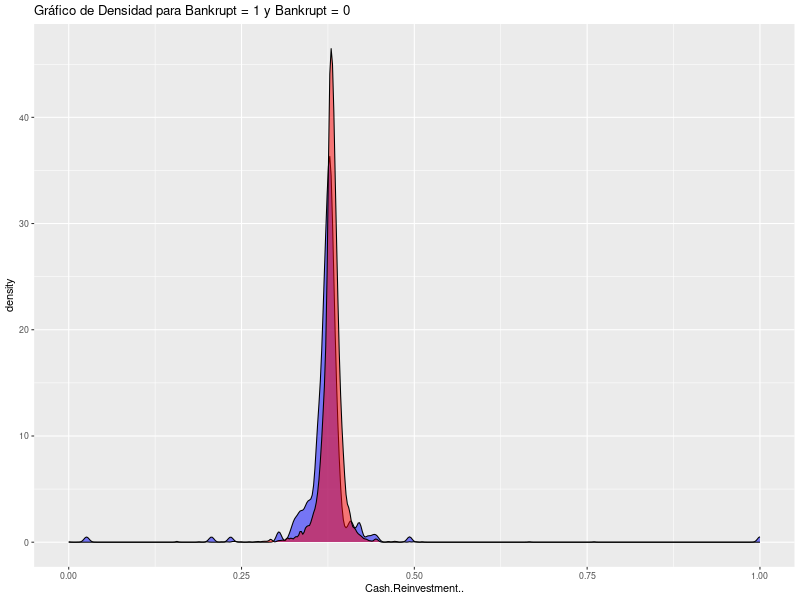 Gráfico de Densidad para Bankrupt = 1 y Bankrupt = 0
density
40
30
20
10
0
0.00 0.25 0.50 0.75 1.00
Cash.Reinvestment..